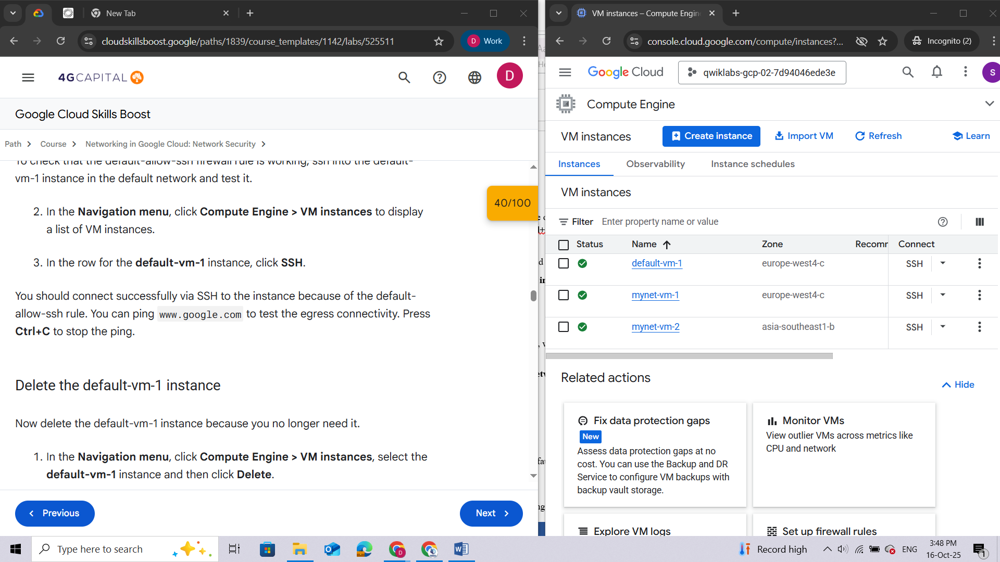 New Tab
cloudskillsboost.google/paths/1839/course_templates/1142/labs/525511
D
Work
4GCAPITAL
D
Google Cloud Skills Boost
Path
Course
Networking in Google Cloud: Network Security
To check that the default-allow-ssh firewall rule is working, ssh into the default-
vm-1 instance in the default network and test it.
40/100
2. In the Navigation menu, click Compute Engine > VM instances to display
a list of VM instances.
3. In the row for the default-vm-1 instance, click SSH.
You should connect successfully via SSH to the instance because of the default-
allow-ssh rule. You can ping www.google.com to test the egress connectivity. Press
Ctrl+C to stop the ping.
Delete the default-vm-1 instance
Now delete the default-vm-1 instance because you no longer need it.
1. In the Navigation menu, click Compute Engine > VM instances, select the
default-vm-1 instance and then click Delete.
Previous
Next
VM instances – Compute Engin
console.cloud.google.com/compute/instances?...
Incognito (2)
Google Cloud
qwiklabs-gcp-02-7d94046ede3e
S
Compute Engine
VM instances
Create instance
Import VM
Refresh
Learn
Instances
Observability
Instance schedules
VM instances
Filter
Enter property name or value
Status
Name
Zone
Recomm
Connect
default-vm-1
europe-west4-c
SSH
mynet-vm-1
europe-west4-c
SSH
mynet-vm-2
asia-southeast1-b
SSH
Related actions
Hide
Fix data protection gaps
New
Assess data protection gaps at no
cost. You can use the Backup and DR
Service to configure VM backups with
backup vault storage.
Monitor VMs
View outlier VMs across metrics like
CPU and network
Explore VM logs
Set up firewall rules
Type here to search
Record high
ENG
3:48 PM
16-Oct-25
1